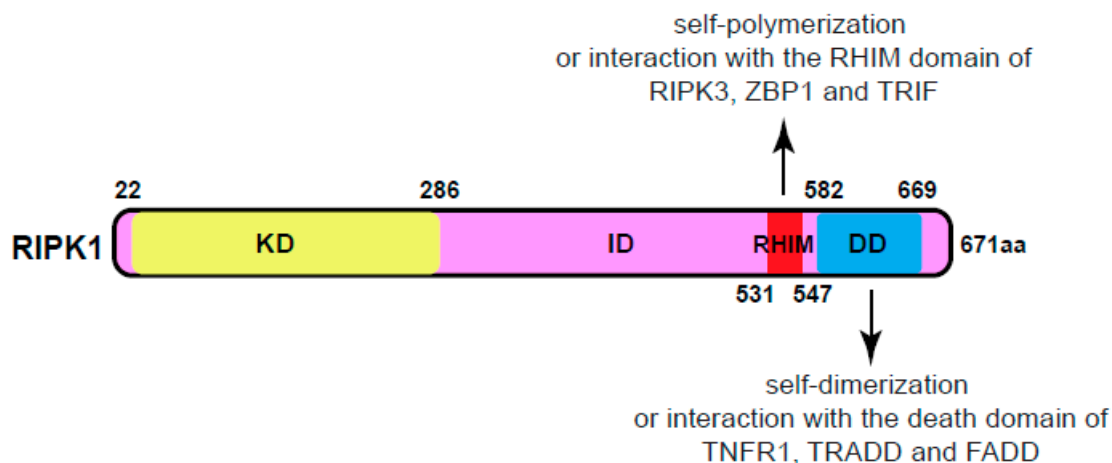 self-polymerization
or interaction with the RHIM domain of
RIPK3, ZBP1 and TRIF
22 286 582 669
RIPK1 KD ID RHIM DD 671aa
531 547
self-dimerization
or interaction with the death domain of
TNFR1, TRADD and FADD